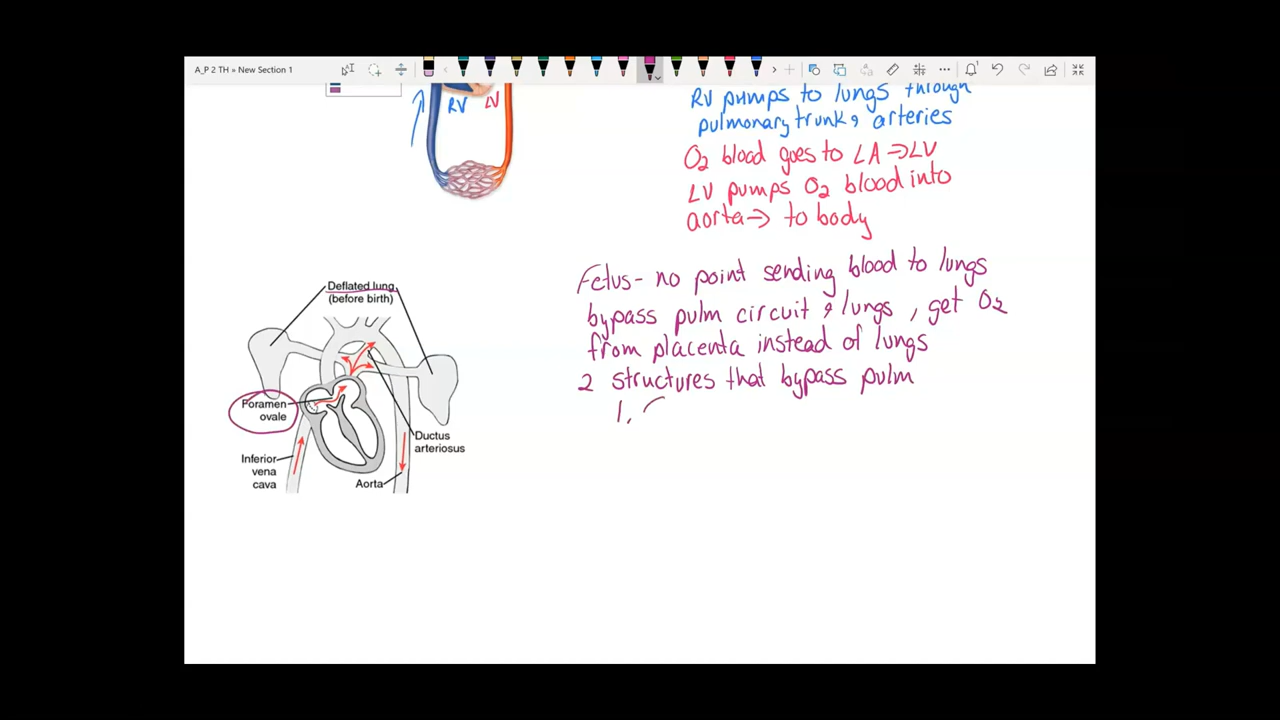 A_P 2 TH » New Section 1
RV LV
RV pumps to lungs through
pulmonary trunk & arteries
O2 blood goes to LA → LV
LV pumps O2 blood into
aorta → to body
Fetus - no point sending blood to lungs
bypass pulm circuit & lungs, get O2
from placenta instead of lungs
2 structures that bypass pulm
1.
Deflated lung
(before birth)
Foramen
ovale
Ductus
arteriosus
Inferior
vena
cava
Aorta